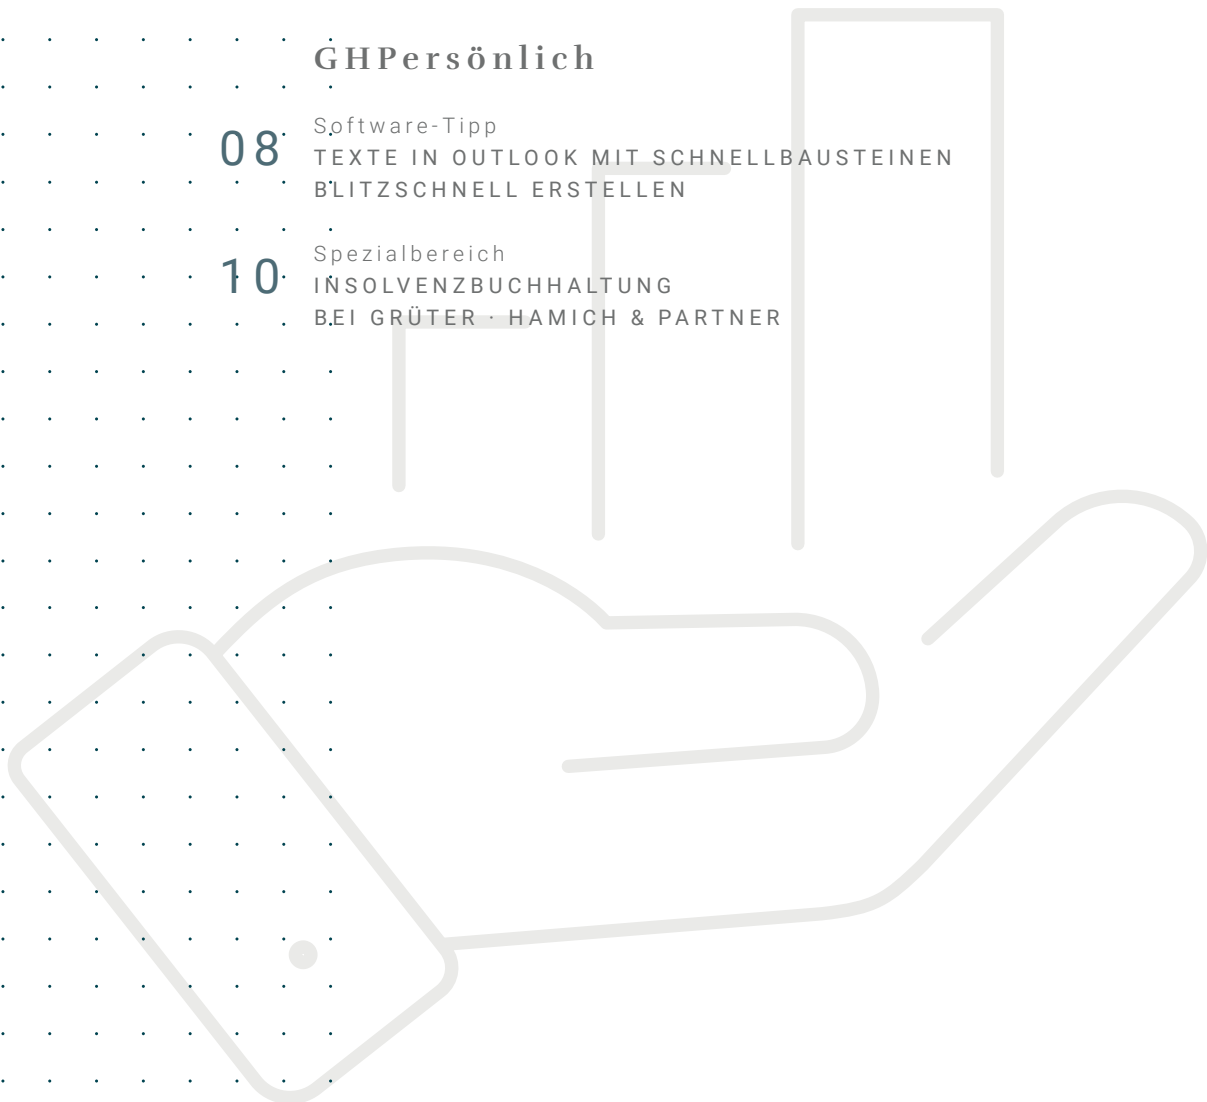 GHPersönlich
08
Software-Tipp
TEXTE IN OUTLOOK MIT SCHNELLBAUSTEINEN
BLITZSCHNELL ERSTELLEN
10
Spezialbereich
INSOLVENZBUCHHALTUNG
BEI GRÜTER · HAMICH & PARTNER